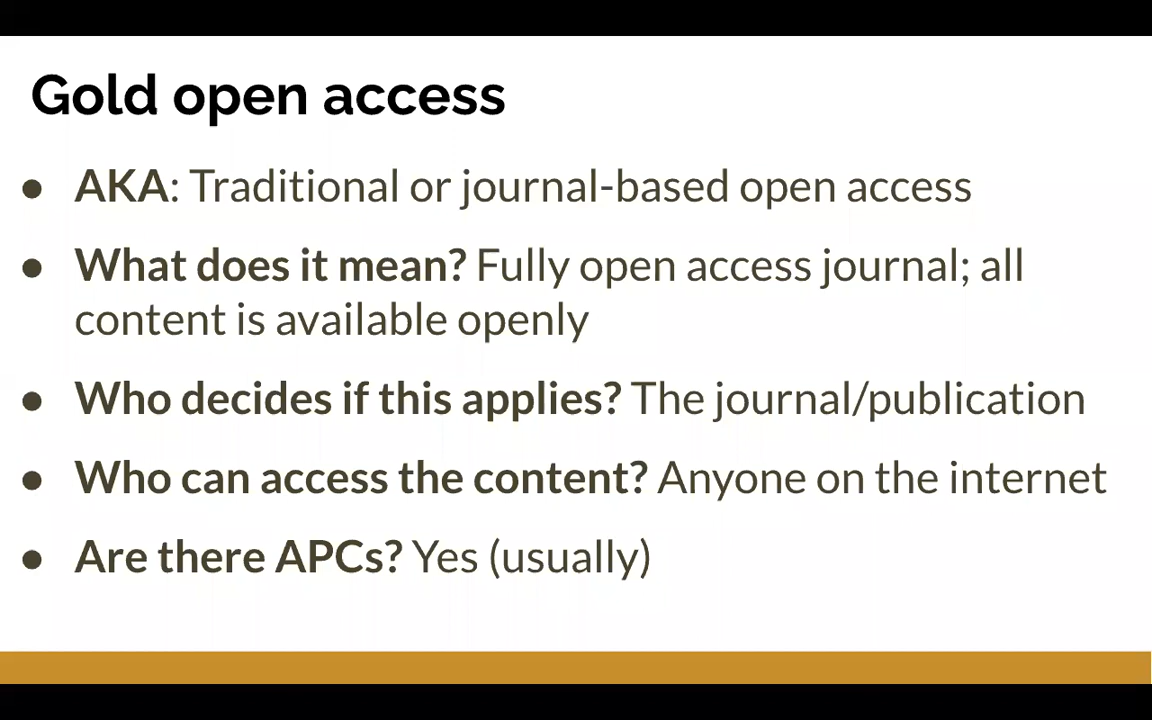 Gold open access
● AKA: Traditional or journal-based open access
● What does it mean? Fully open access journal; all
content is available openly
● Who decides if this applies? The journal/publication
● Who can access the content? Anyone on the internet
● Are there APCs? Yes (usually)